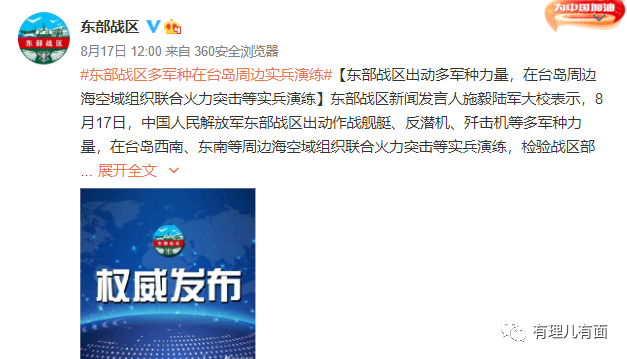 为中国加油
东部战区
东部战区
8月17日 12:00 来自 360安全浏览器
#东部战区多军种在台岛周边实兵演练#【东部战区出动多军种力量，在台岛周边
海空域组织联合火力突击等实兵演练】东部战区新闻发言人施毅陆军大校表示，8
月17日，中国人民解放军东部战区出动作战舰艇、反潜机、歼击机等多军种力
量，在台岛西南、东南等周边海空域组织联合火力突击等实兵演练，检验战区部
... 展开全文
东部战区
权威发布
有理儿有面